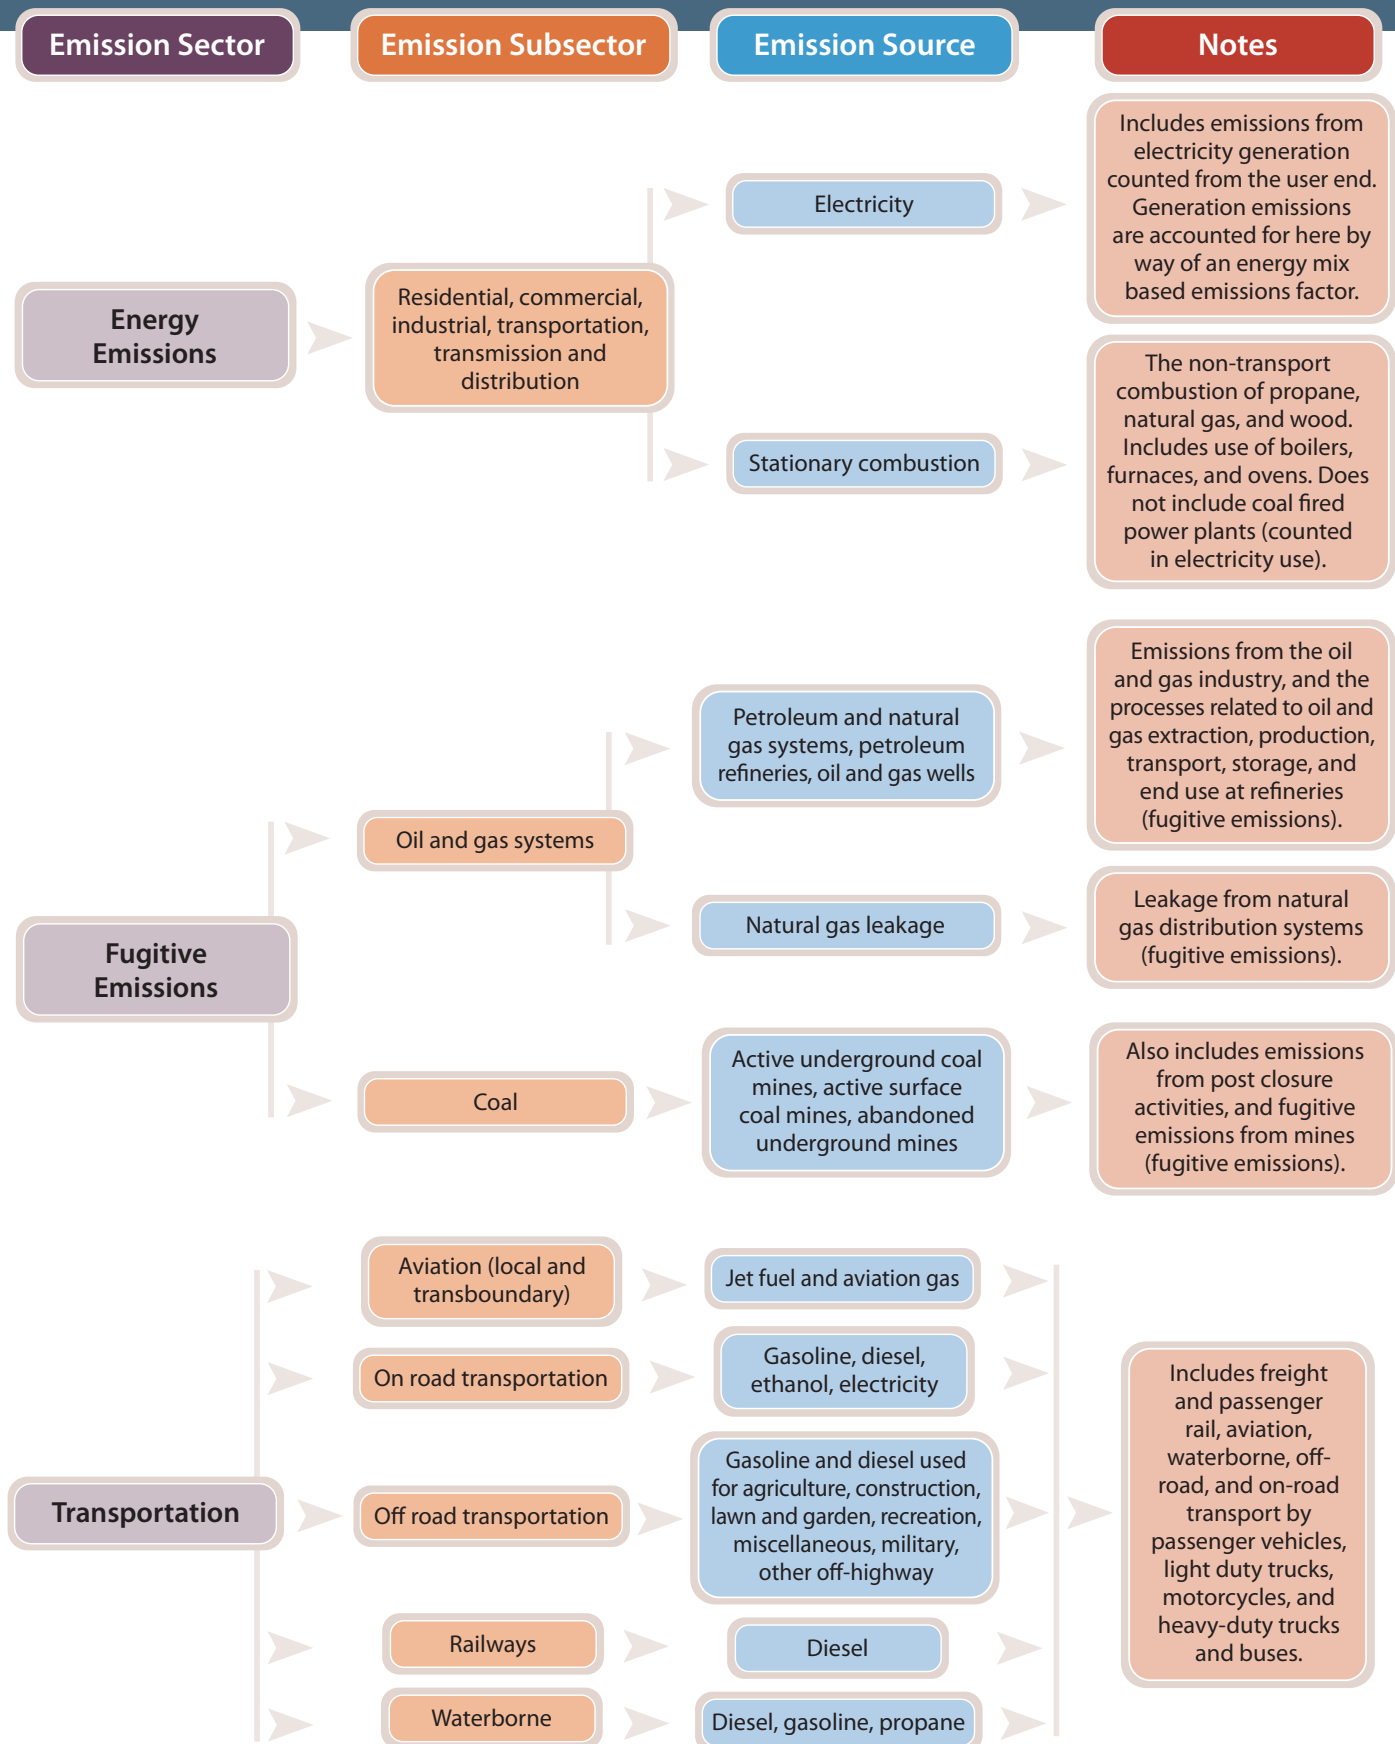 Emission Sector
Emission Subsector
Emission Source
Notes
Energy
Emissions
Residential, commercial,
industrial, transportation,
transmission and
distribution
Electricity
Includes emissions from
electricity generation
counted from the user end.
Generation emissions
are accounted for here by
way of an energy mix
based emissions factor.
Stationary combustion
The non-transport
combustion of propane,
natural gas, and wood.
Includes use of boilers,
furnaces, and ovens. Does
not include coal fired
power plants (counted
in electricity use).
Fugitive
Emissions
Oil and gas systems
Petroleum and natural
gas systems, petroleum
refineries, oil and gas wells
Emissions from the oil
and gas industry, and the
processes related to oil and
gas extraction, production,
transport, storage, and
end use at refineries
(fugitive emissions).
Natural gas leakage
Leakage from natural
gas distribution systems
(fugitive emissions).
Coal
Active underground coal
mines, active surface
coal mines, abandoned
underground mines
Also includes emissions
from post closure
activities, and fugitive
emissions from mines
(fugitive emissions).
Transportation
Aviation (local and
transboundary)
Jet fuel and aviation gas
On road transportation
Gasoline, diesel,
ethanol, electricity
Off road transportation
Gasoline and diesel used
for agriculture, construction,
lawn and garden, recreation,
miscellaneous, military,
other off-highway
Railways
Diesel
Waterborne
Diesel, gasoline, propane
Includes freight
and passenger
rail, aviation,
waterborne, off-
road, and on-road
transport by
passenger vehicles,
light duty trucks,
motorcycles, and
heavy-duty trucks
and buses.